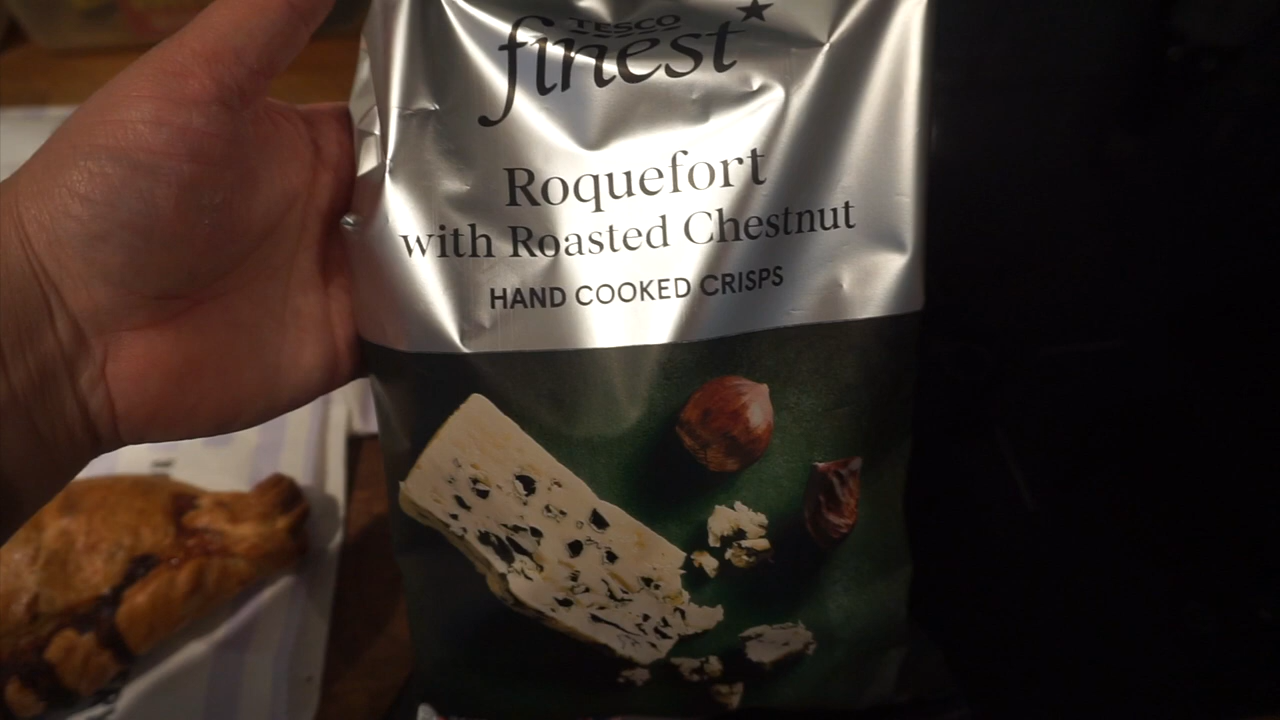 TESCO
finest
Roquefort
with Roasted Chestnut
HAND COOKED CRISPS